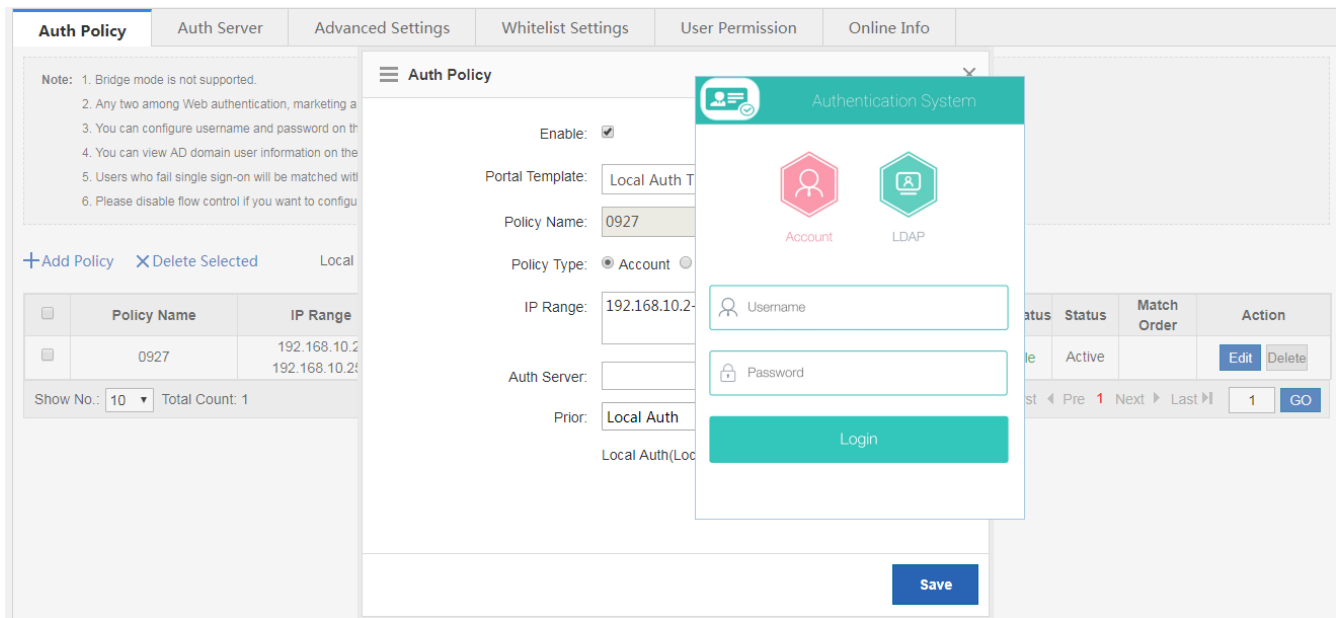 Auth Policy Auth Server Advanced Settings Whitelist Settings User Permission Online Info
Note: 1. Bridge mode is not supported.
2. Any two among Web authentication, marketing a
3. You can configure username and password on th
4. You can view AD domain user information on the
5. Users who fail single sign-on will be matched wit
6. Please disable flow control if you want to configu
Add Policy Delete Selected Local
Policy Name IP Range atus Status Match Order Action
0927 192.168.10.2 le Active Edit Delete
192.168.10.25
Show No.: 10 Total Count: 1 Pre 1 Next Last 1 GO
Auth Policy
Enable:
Portal Template: Local Auth T
Policy Name: 0927
Policy Type: Account
IP Range: 192.168.10.2-
Auth Server:
Prior: Local Auth
Local Auth(Loc
Save
Authentication System
Account LDAP
Username
Password
Login